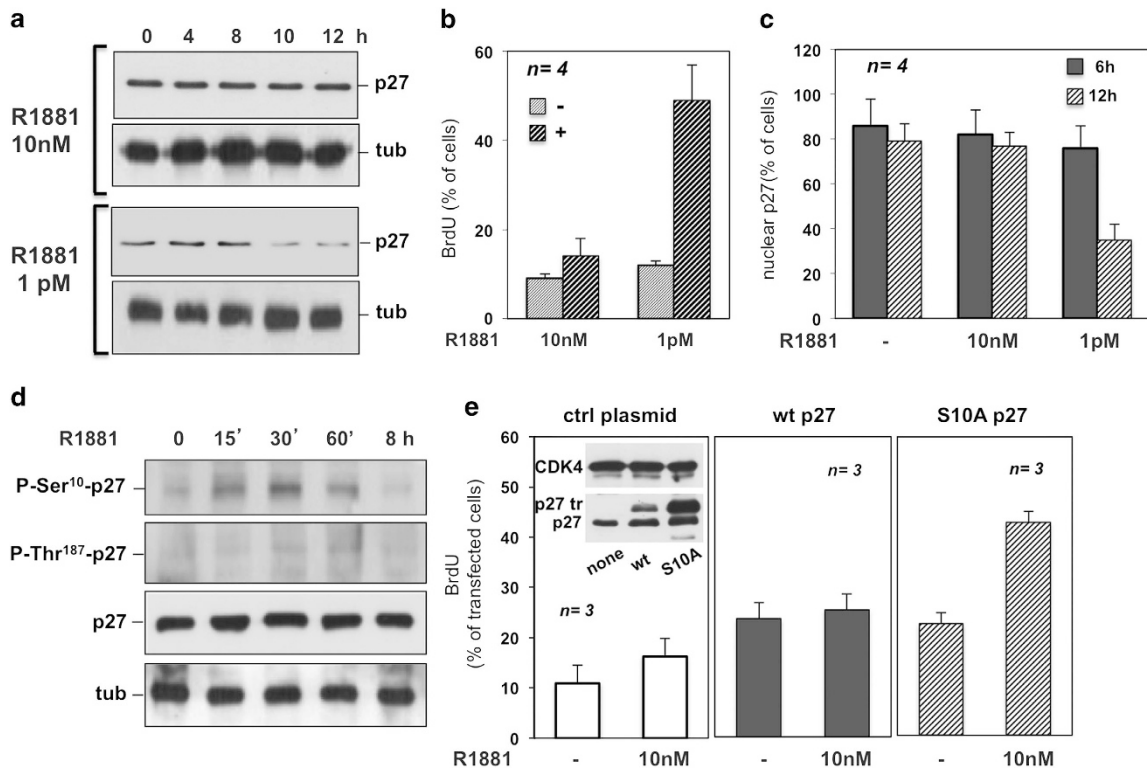 a
0 4 8 10 12 h
R1881
10nM
p27
tub
R1881
1 pM
p27
tub
b
60
40
20
0
BrdU (% of cells)
n= 4
-
+
R1881 10nM 1pM
c
120
100
80
60
40
20
0
nuclear p27(% of cells)
n= 4
6h
12h
R1881 - 10nM 1pM
d
R1881 0 15' 30' 60' 8 h
P-Ser10-p27
P-Thr187-p27
p27
tub
e
ctrl plasmid wt p27 S10A p27
60
50
40
30
20
10
0
BrdU
(% of transfected cells)
CDK4
p27 tr
p27
none wt S10A
n= 3
n= 3
n= 3
R1881 - 10nM - 10nM - 10nM